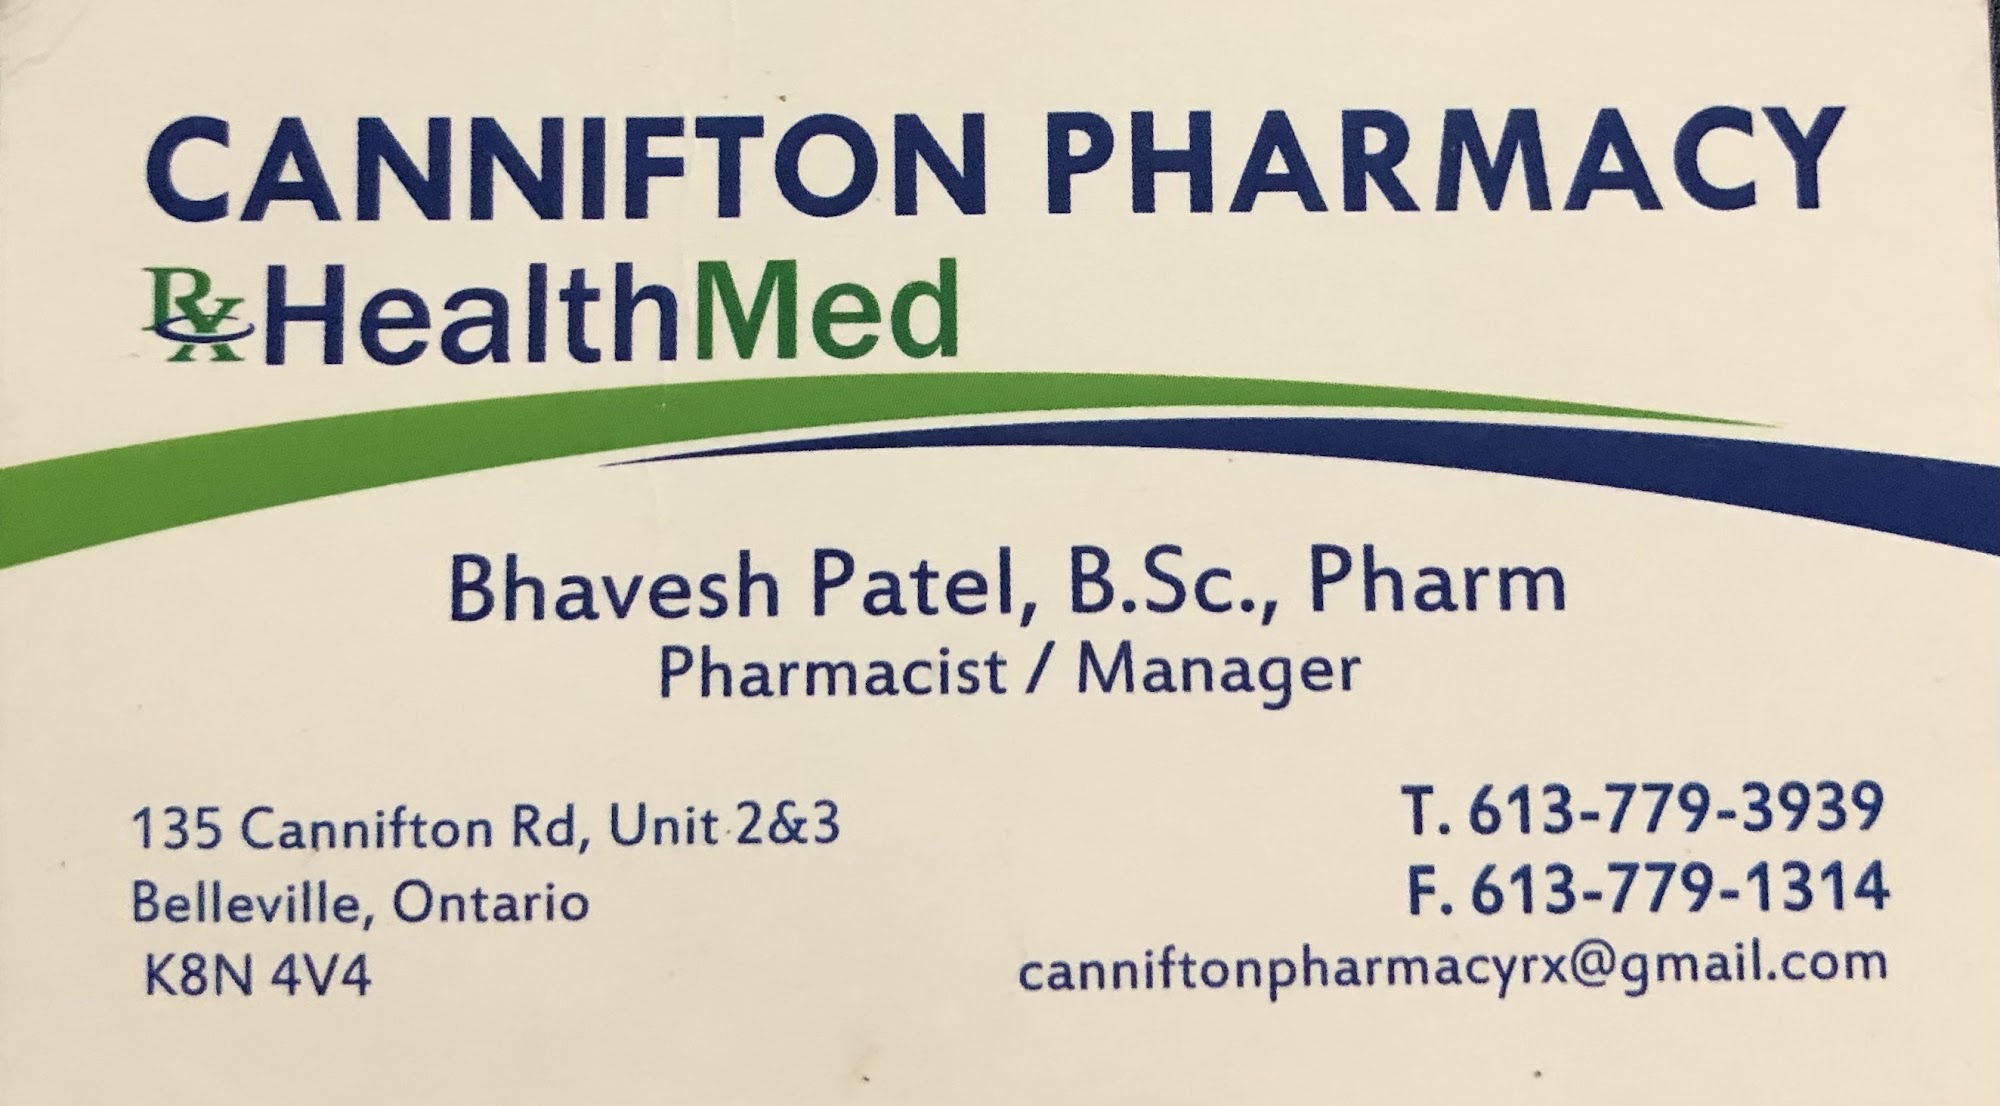 CANNIFTON PHARMACY
Rx HealthMed
Bhavesh Patel, B.Sc., Pharm
Pharmacist / Manager
135 Cannifton Rd, Unit 2&3
Belleville, Ontario
K8N 4V4
T. 613-779-3939
F. 613-779-1314
canniftonpharmacyrx@gmail.com